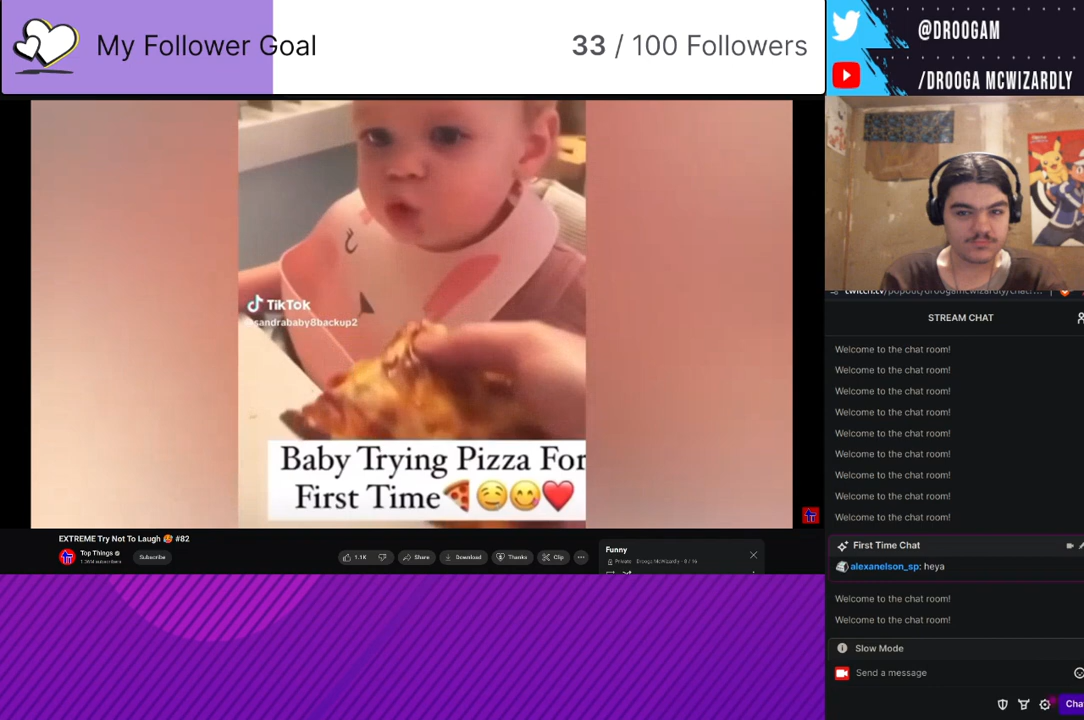 My Follower Goal
33 / 100 Followers
@DROOGAM
/DROOGA MCWIZARDLY
TikTok
@sandrababy8backup2
Baby Trying Pizza For
First Time🍕🤤😋❤️
EXTREME Try Not To Laugh 🥵 #82
Top Things
Subscribe
1.1K
Share
Download
Thanks
Clip
Funny
Private Drooga McWizardly
STREAM CHAT
Welcome to the chat room!
Welcome to the chat room!
Welcome to the chat room!
Welcome to the chat room!
Welcome to the chat room!
Welcome to the chat room!
Welcome to the chat room!
Welcome to the chat room!
Welcome to the chat room!
First Time Chat
alexanelson_sp: heya
Welcome to the chat room!
Welcome to the chat room!
Slow Mode
Send a message
Cha